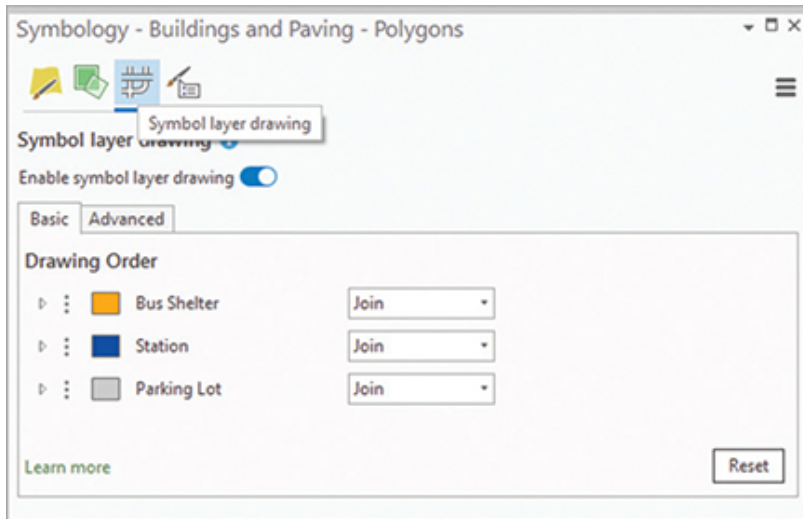 Symbology - Buildings and Paving - Polygons
Symbol layer drawing
Symbol layer drawing
Enable symbol layer drawing
Basic Advanced
Drawing Order
Bus Shelter Join
Station Join
Parking Lot Join
Learn more Reset